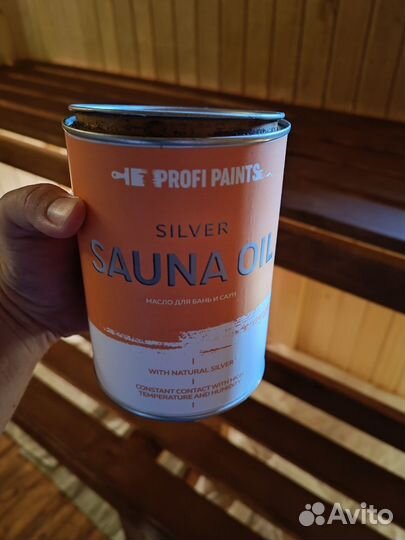 PROFI PAINTS
SILVER
SAUNA OIL
МАСЛО ДЛЯ БАНЬ И САУН
WITH NATURAL SILVER
CONSTANT CONTACT WITH HIGH
TEMPERATURE AND HUMIDITY
Avito